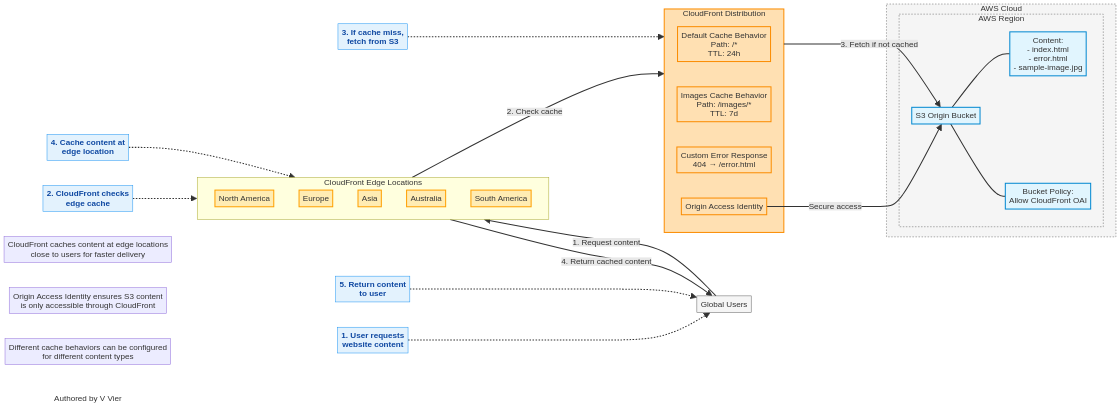 AWS Cloud
AWS Region
CloudFront Distribution
Default Cache Behavior
Path: /*
TTL: 24h
Images Cache Behavior
Path: /images/*
TTL: 7d
Custom Error Response
404 → /error.html
Origin Access Identity
3. If cache miss,
fetch from S3
3. Fetch if not cached
Content:
- index.html
- error.html
- sample-image.jpg
S3 Origin Bucket
Bucket Policy:
Allow CloudFront OAI
Secure access
2. Check cache
4. Cache content at
edge location
2. CloudFront checks
edge cache
CloudFront Edge Locations
North America
Europe
Asia
Australia
South America
1. Request content
4. Return cached content
CloudFront caches content at edge locations
close to users for faster delivery
Origin Access Identity ensures S3 content
is only accessible through CloudFront
Different cache behaviors can be configured
for different content types
5. Return content
to user
1. User requests
website content
Global Users
Authored by V Vier